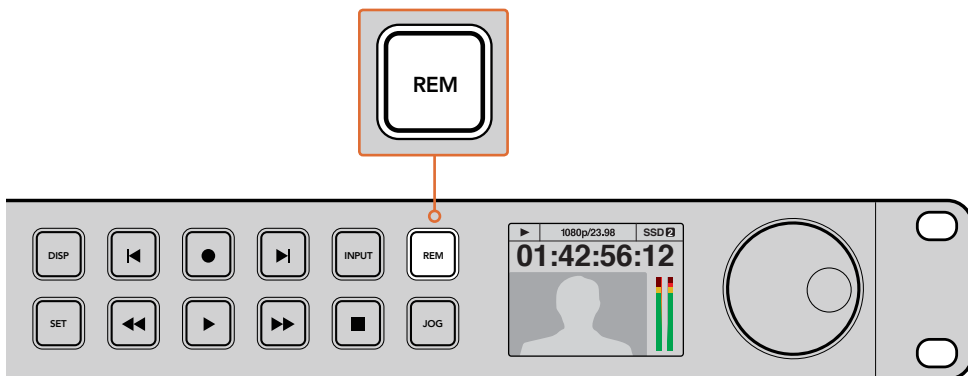 REM
DISP
INPUT
REM
1080p/23.98
SSD 2
01:42:56:12
SET
JOG